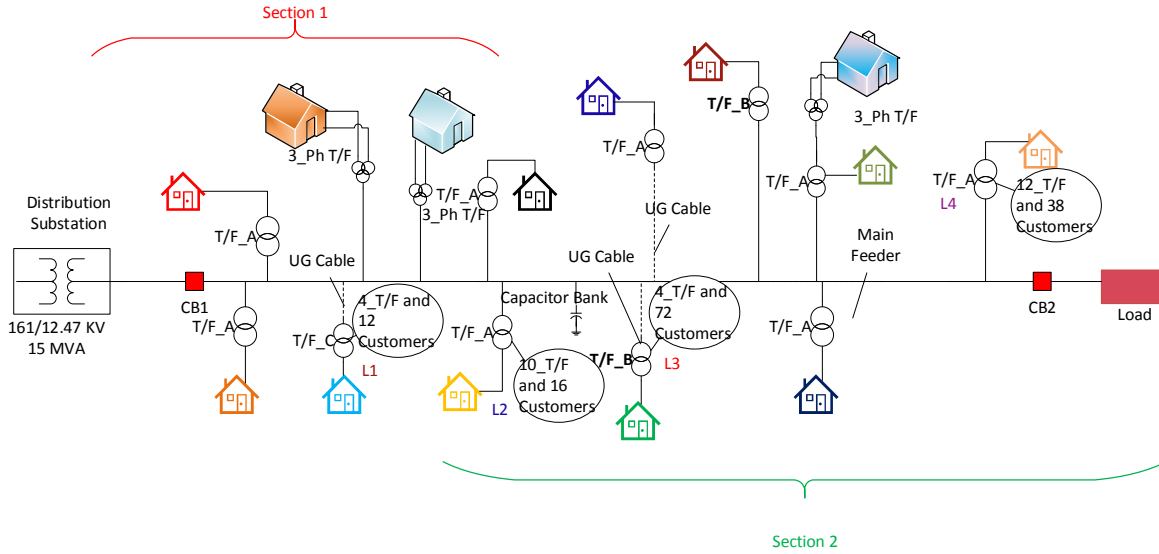 Section 1
3_Ph T/F
T/F_A
3_Ph T/F
T/F_A
T/F_B
3_Ph T/F
T/F_A
T/F_A
12_T/F
and 38
Customers
L4
Distribution
Substation
T/F_A
UG Cable
UG Cable
UG Cable
Main
Feeder
161/12.47 KV
15 MVA
CB1
T/F_A
T/F_C
4_T/F and
12
Customers
L1
Capacitor Bank
T/F_A
10_T/F
and 16
Customers
L2
4_T/F and
72
Customers
T/F_B
L3
T/F_A
CB2
Load
Section 2